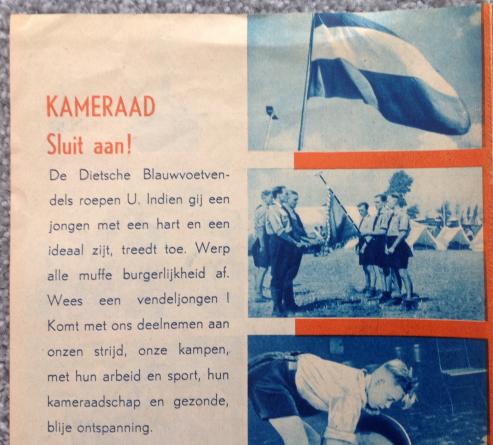 KAMERAAD
Sluit aan!
De Dietsche Blauwvoetven-
dels roepen U. Indien gij een
jongen met een hart en een
ideaal zijt, treedt toe. Werp
alle muffe burgerlijkheid af.
Wees een vendeljongen !
Komt met ons deelnemen aan
onzen strijd, onze kampen,
met hun arbeid en sport, hun
kameraadschap en gezonde,
blije ontspanning.